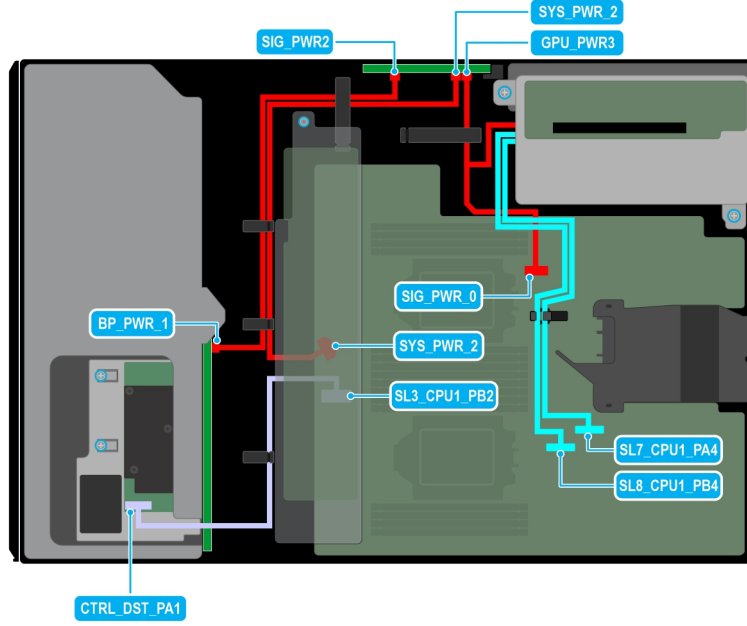 SYS_PWR_2
SIG_PWR2
GPU_PWR3
SIG_PWR_0
BP_PWR_1
SYS_PWR_2
SL3_CPU1_PB2
SL7_CPU1_PA4
SL8_CPU1_PB4
CTRL_DST_PA1